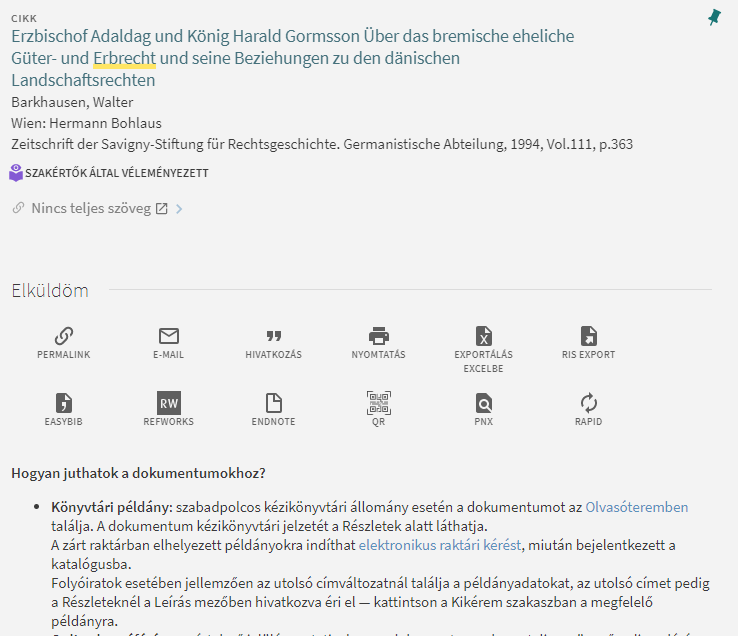 CIKK
Erzbischof Adaldag und König Harald Gormsson Über das bremische eheliche
Güter- und Erbrecht und seine Beziehungen zu den dänischen
Landschaftsrechten
Barkhausen, Walter
Wien: Hermann Bohlaus
Zeitschrift der Savigny-Stiftung für Rechtsgeschichte. Germanistische Abteilung, 1994, Vol.111, p.363
SZAKÉRTŐK ÁLTAL VÉLEMÉNYEZETT
Nincs teljes szöveg
Elküldöm
PERMALINK E-MAIL HIVATKOZÁS NYOMTATÁS EXPORTÁLÁS EXCELBE RIS EXPORT
RW
EASYBIB REFWORKS ENDNOTE QR PNX RAPID
Hogyan juthatok a dokumentumokhoz?
Könyvtári példány: szabadpolcos kézikönyvtári állomány esetén a dokumentumot az Olvasóteremben
találja. A dokumentum kézikönyvtári jelzetét a Részletek alatt láthatja.
A zárt raktárban elhelyezett példányokra indíthat elektronikus raktári kérést, miután bejelentkezett a
katalógusba.
Folyóiratok esetében jellemzően az utolsó címváltozatnál találja a példányadatokat, az utolsó címet pedig
a Részleteknél a Leírás mezőben hivatkozva éri el — kattintson a Kikérem szakaszban a megfelelő
példányra.